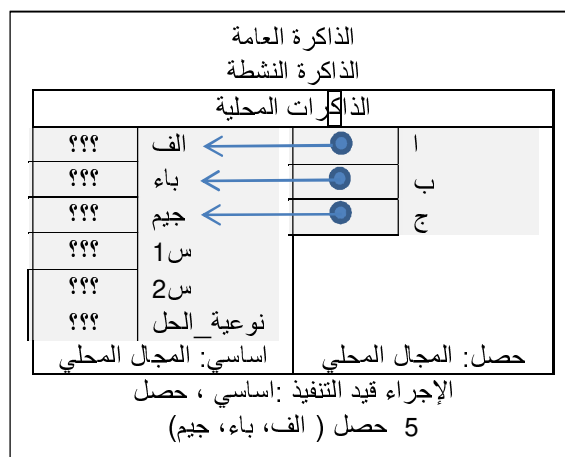 الذاكرة العامة
الذاكرة النشطة
الذاكرات المحلية
ا الف ؟؟؟
ب باء ؟؟؟
ج جيم ؟؟؟
س1 ؟؟؟
س2 ؟؟؟
نوعية_الحل ؟؟؟
حصل: المجال المحلي اساسي: المجال المحلي
الإجراء قيد التنفيذ :اساسي ، حصل
5 حصل ( الف، باء، جيم)